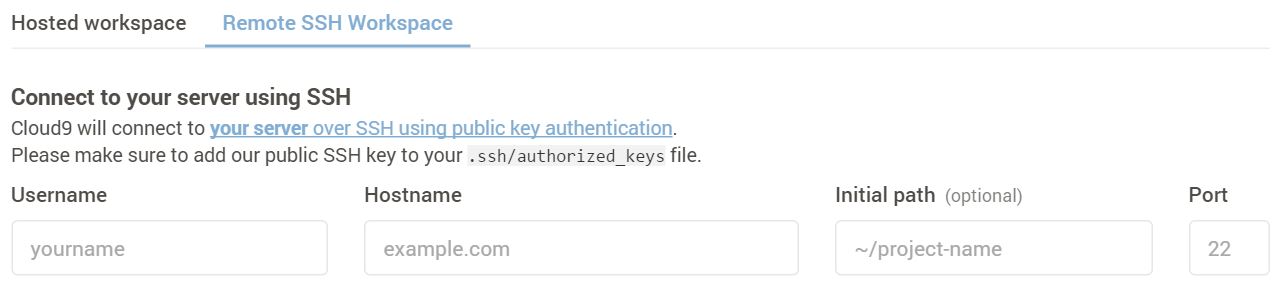 Hosted workspace Remote SSH Workspace
Connect to your server using SSH
Cloud9 will connect to your server over SSH using public key authentication.
Please make sure to add our public SSH key to your .ssh/authorized_keys file.
Username Hostname Initial path (optional) Port
yourname example.com ~/project-name 22